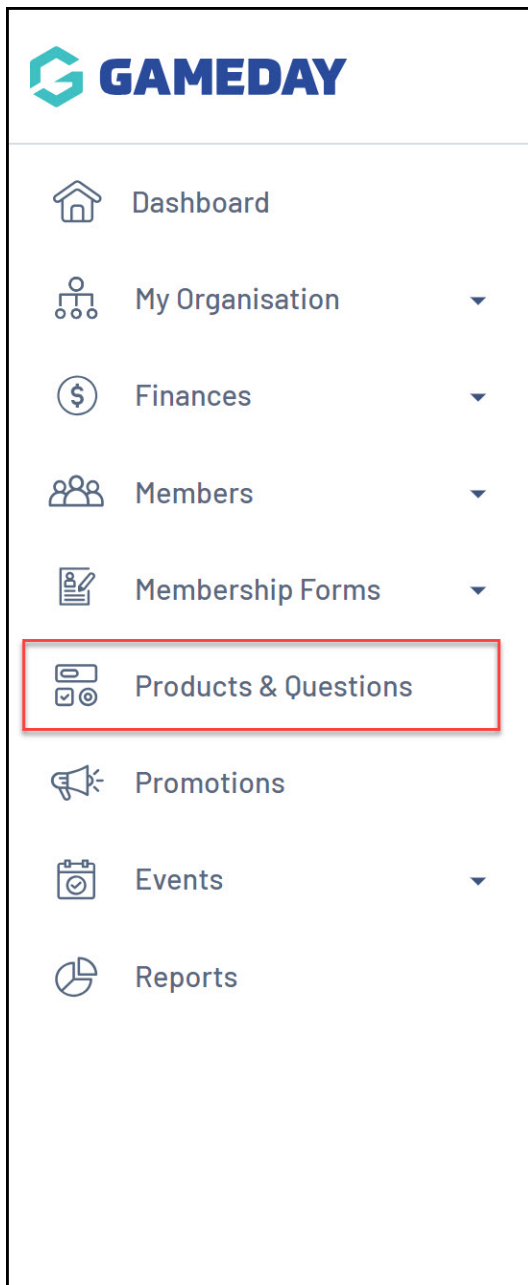 GAMEDAY
Dashboard
My Organisation
Finances
Members
Membership Forms
Products & Questions
Promotions
Events
Reports